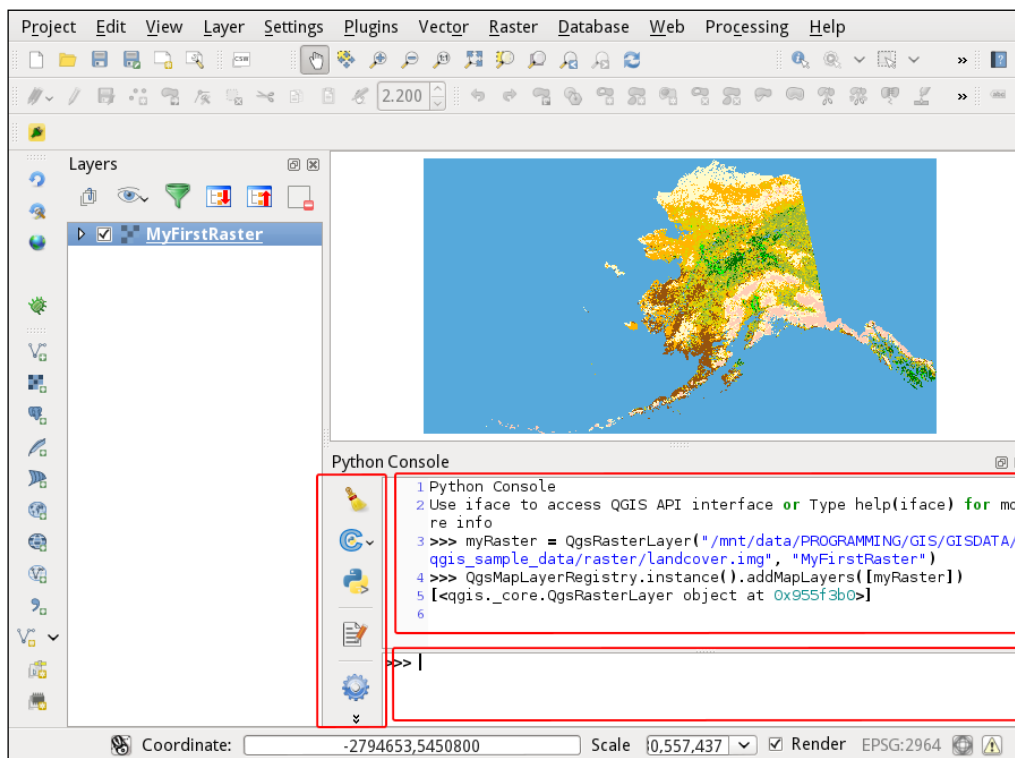 Project Edit View Layer Settings Plugins Vector Raster Database Web Processing Help
CSW
»
?
2.200
»
abc
Layers
MyFirstRaster
Python Console
1 Python Console
2 Use iface to access QGIS API interface or Type help(iface) for mo
re info
3 >>> myRaster = QgsRasterLayer("/mnt/data/PROGRAMMING/GIS/GISDATA/
qgis_sample_data/raster/landcover.img", "MyFirstRaster")
4 >>> QgsMapLayerRegistry.instance().addMapLayers([myRaster])
5 [<qgis._core.QgsRasterLayer object at 0x955f3b0>]
6
>>>
Coordinate: -2794653,5450800 Scale 0,557,437 Render EPSG:2964